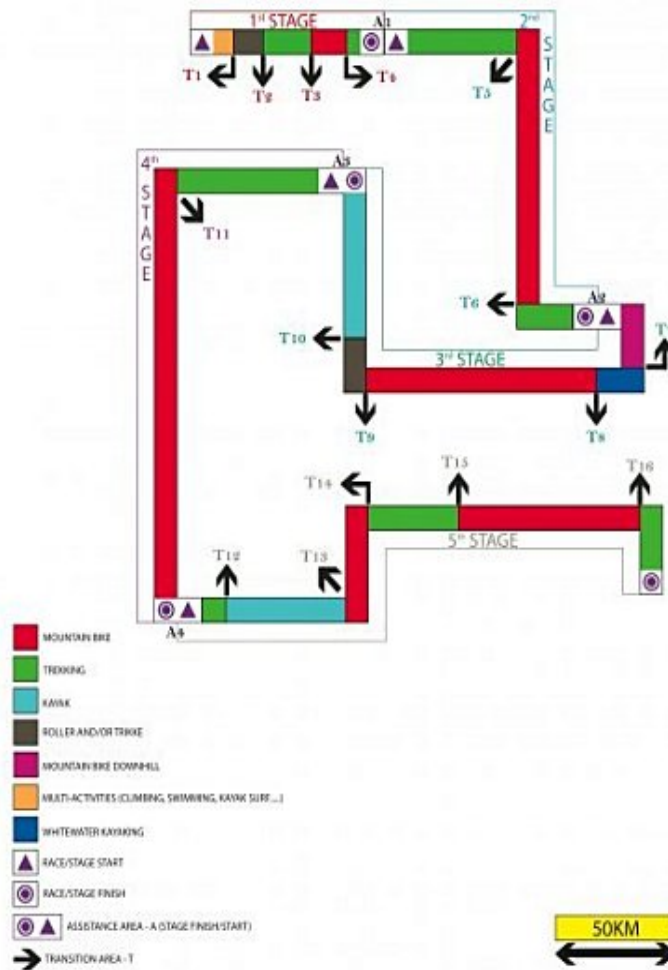 1st STAGE
A1
2nd STAGE
T1
T2
T3
T4
T5
4th STAGE
A3
T11
T6
A2
T10
3rd STAGE
T9
T8
T14
T15
T16
5th STAGE
T12
T13
A4
MOUNTAIN BIKE
TREKKING
KAYAK
ROLLER AND/OR TRIKKE
MOUNTAIN BIKE DOWNHILL
MULTI-ACTIVITIES (CLIMBING, SWIMMING, KAYAK SURF....)
WHITEWATER KAYAKING
RACE/STAGE START
RACE/STAGE FINISH
ASSISTANCE AREA - A (STAGE FINISH/START)
TRANSITION AREA - T
50KM